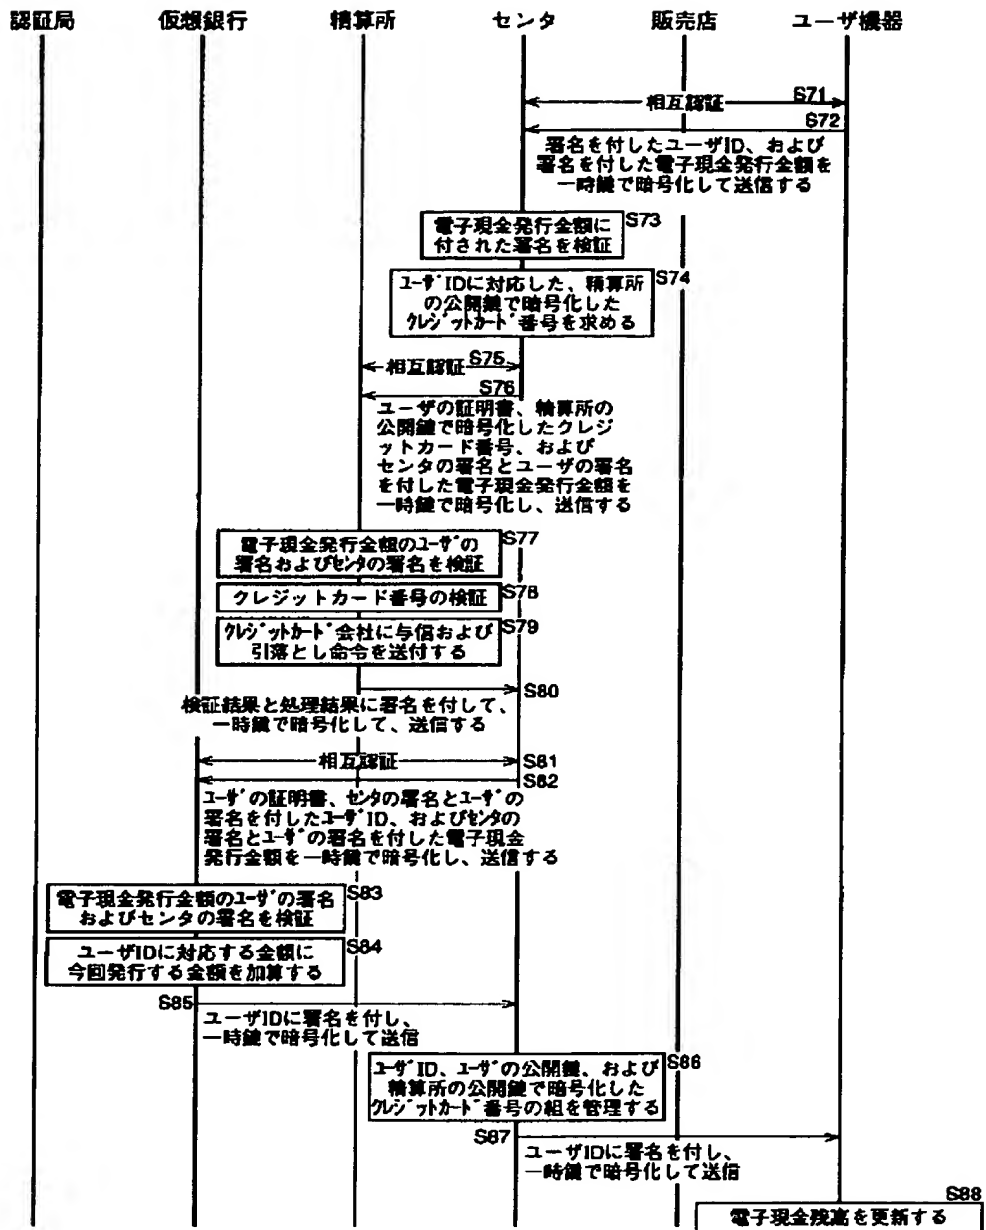 認証局 仮想銀行 精算所 センタ 販売店 ユーザ機器
相互認証 S71
S72
署名を付したユーザID、および
署名を付した電子現金発行金額を
一時鍵で暗号化して送信する
電子現金発行金額に S73
付された署名を検証
ユーザIDに対応した、精算所 S74
の公開鍵で暗号化した
クレジットカード番号を求める
相互認証 S75
S76
ユーザの証明書、精算所の
公開鍵で暗号化したクレジ
ットカード番号、および
センタの署名とユーザの署名
を付した電子現金発行金額を
一時鍵で暗号化し、送信する
電子現金発行金額のユーザの S77
署名およびセンタの署名を検証
クレジットカード番号の検証 S78
クレジットカード会社に与信および S79
引落とし命令を送付する
S80
検証結果と処理結果に署名を付して、
一時鍵で暗号化して、送信する
相互認証 S81
S82
ユーザの証明書、センタの署名とユーザの
署名を付したユーザID、およびセンタの
署名とユーザの署名を付した電子現金
発行金額を一時鍵で暗号化し、送信する
電子現金発行金額のユーザの署名 S83
およびセンタの署名を検証
ユーザIDに対応する金額に S84
今回発行する金額を加算する
S85
ユーザIDに署名を付し、
一時鍵で暗号化して送信
ユーザID、ユーザの公開鍵、および S86
精算所の公開鍵で暗号化した
クレジットカード番号の組を管理する
S87
ユーザIDに署名を付し、
一時鍵で暗号化して送信
S88
電子現金残高を更新する